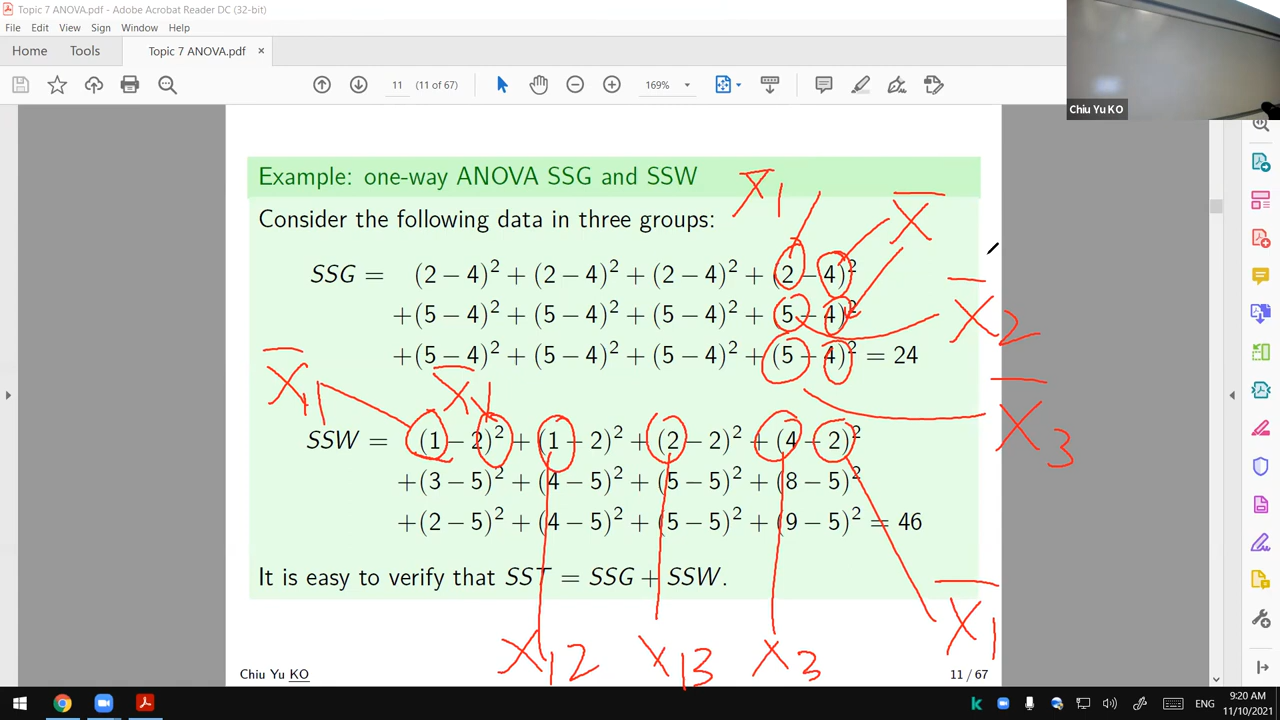 Topic 7 ANOVA.pdf - Adobe Acrobat Reader DC (32-bit)
File Edit View Sign Window Help
Home Tools Topic 7 ANOVA.pdf ×
11 (11 of 67) 169%
Chiu Yu KO
Example: one-way ANOVA SSG and SSW
X̄1
Consider the following data in three groups:
X̄
SSG = (2 − 4)² + (2 − 4)² + (2 − 4)² + (2 − 4)²
+(5 − 4)² + (5 − 4)² + (5 − 4)² + (5 − 4)²
X̄2
+(5 − 4)² + (5 − 4)² + (5 − 4)² + (5 − 4)² = 24
X̄11 X̄1
X̄3
SSW = (1 − 2)² + (1 − 2)² + (2 − 2)² + (4 − 2)²
+(3 − 5)² + (4 − 5)² + (5 − 5)² + (8 − 5)²
+(2 − 5)² + (4 − 5)² + (5 − 5)² + (9 − 5)² = 46
It is easy to verify that SST = SSG + SSW.
X̄1
X12 X13 X3
Chiu Yu KO 11 / 67
ENG
9:20 AM
11/10/2021